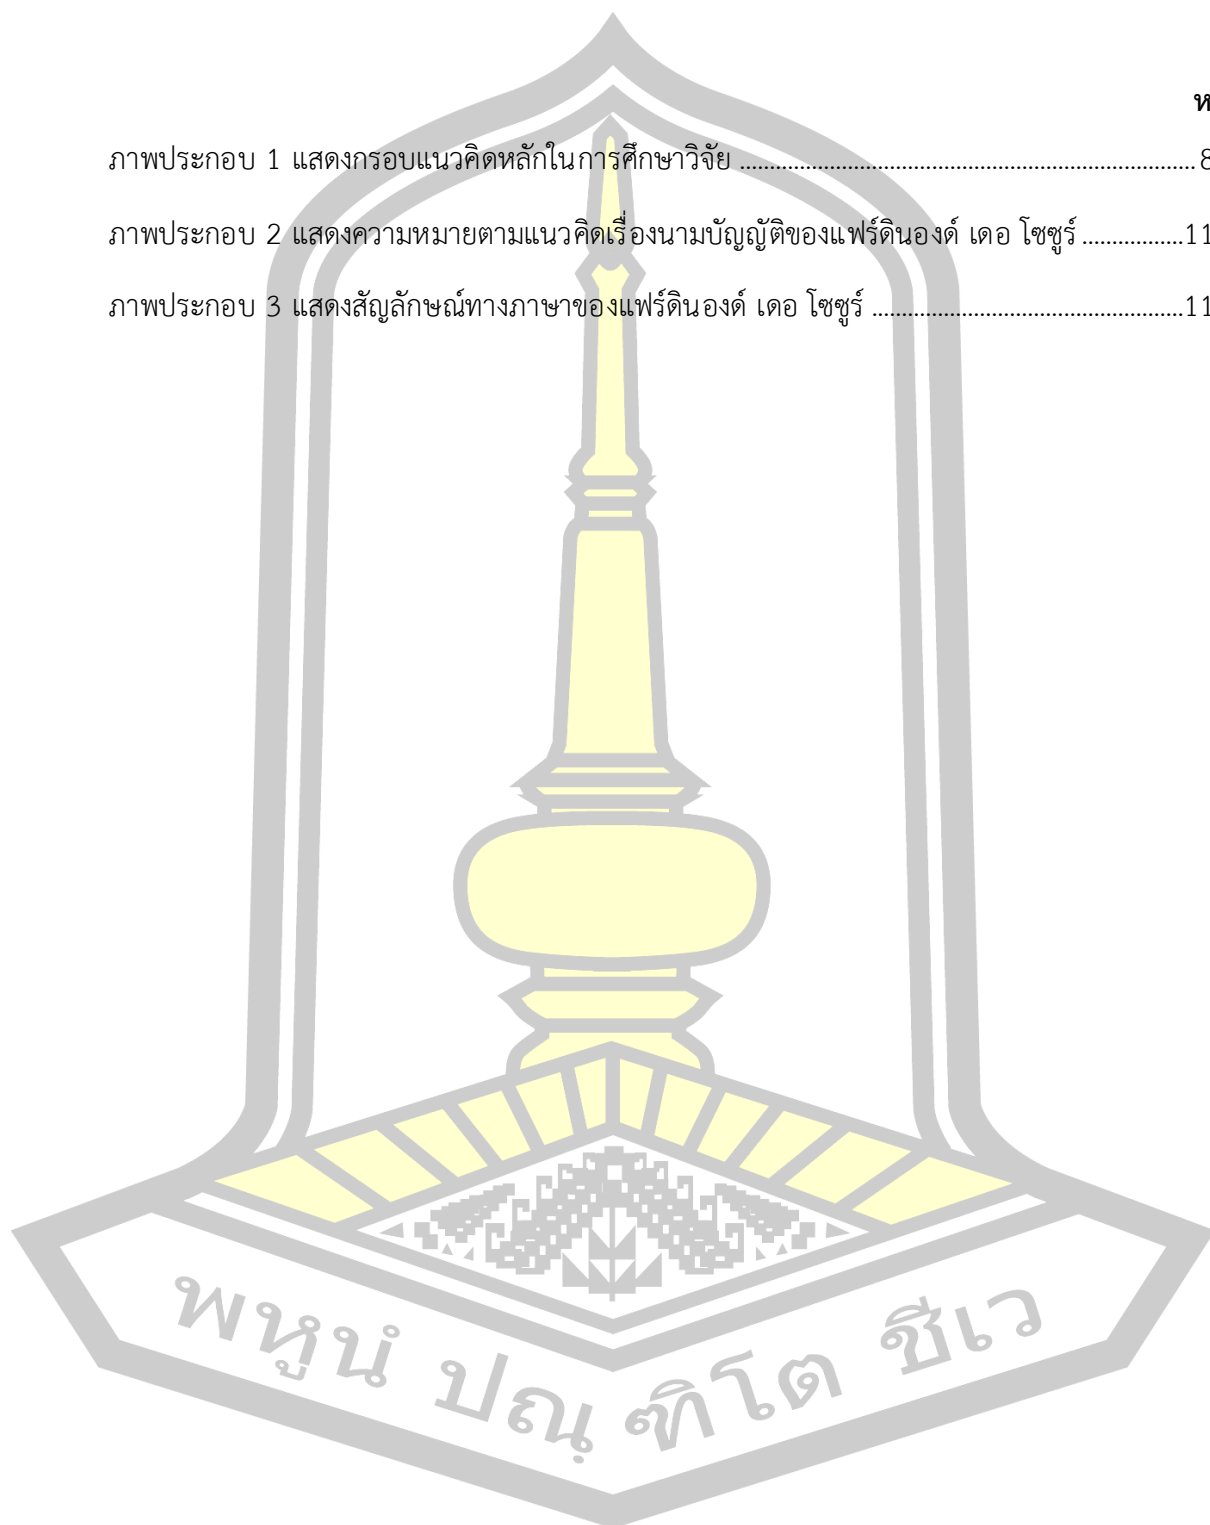 ห
ภาพประกอบ 1 แสดงกรอบแนวคิดหลักในการศึกษาวิจัย ........................................ 8
ภาพประกอบ 2 แสดงความหมายตามแนวคิดเรื่องนามบัญญัติของแฟร์ดินองด์ เดอ โซซูร์ .................11
ภาพประกอบ 3 แสดงสัญลักษณ์ทางภาษาของแฟร์ดินองด์ เดอ โซซูร์ ....................................................11
พหูนํ ปณฺฑิโต ชีเว